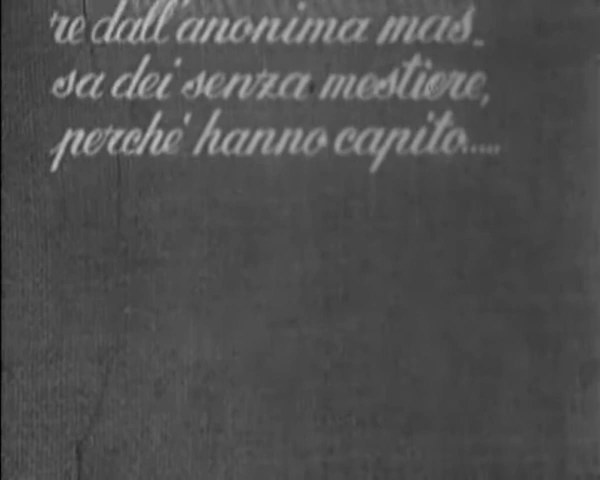 re dall'anonima mas-
sa dei senza mestiere,
perché hanno capito....